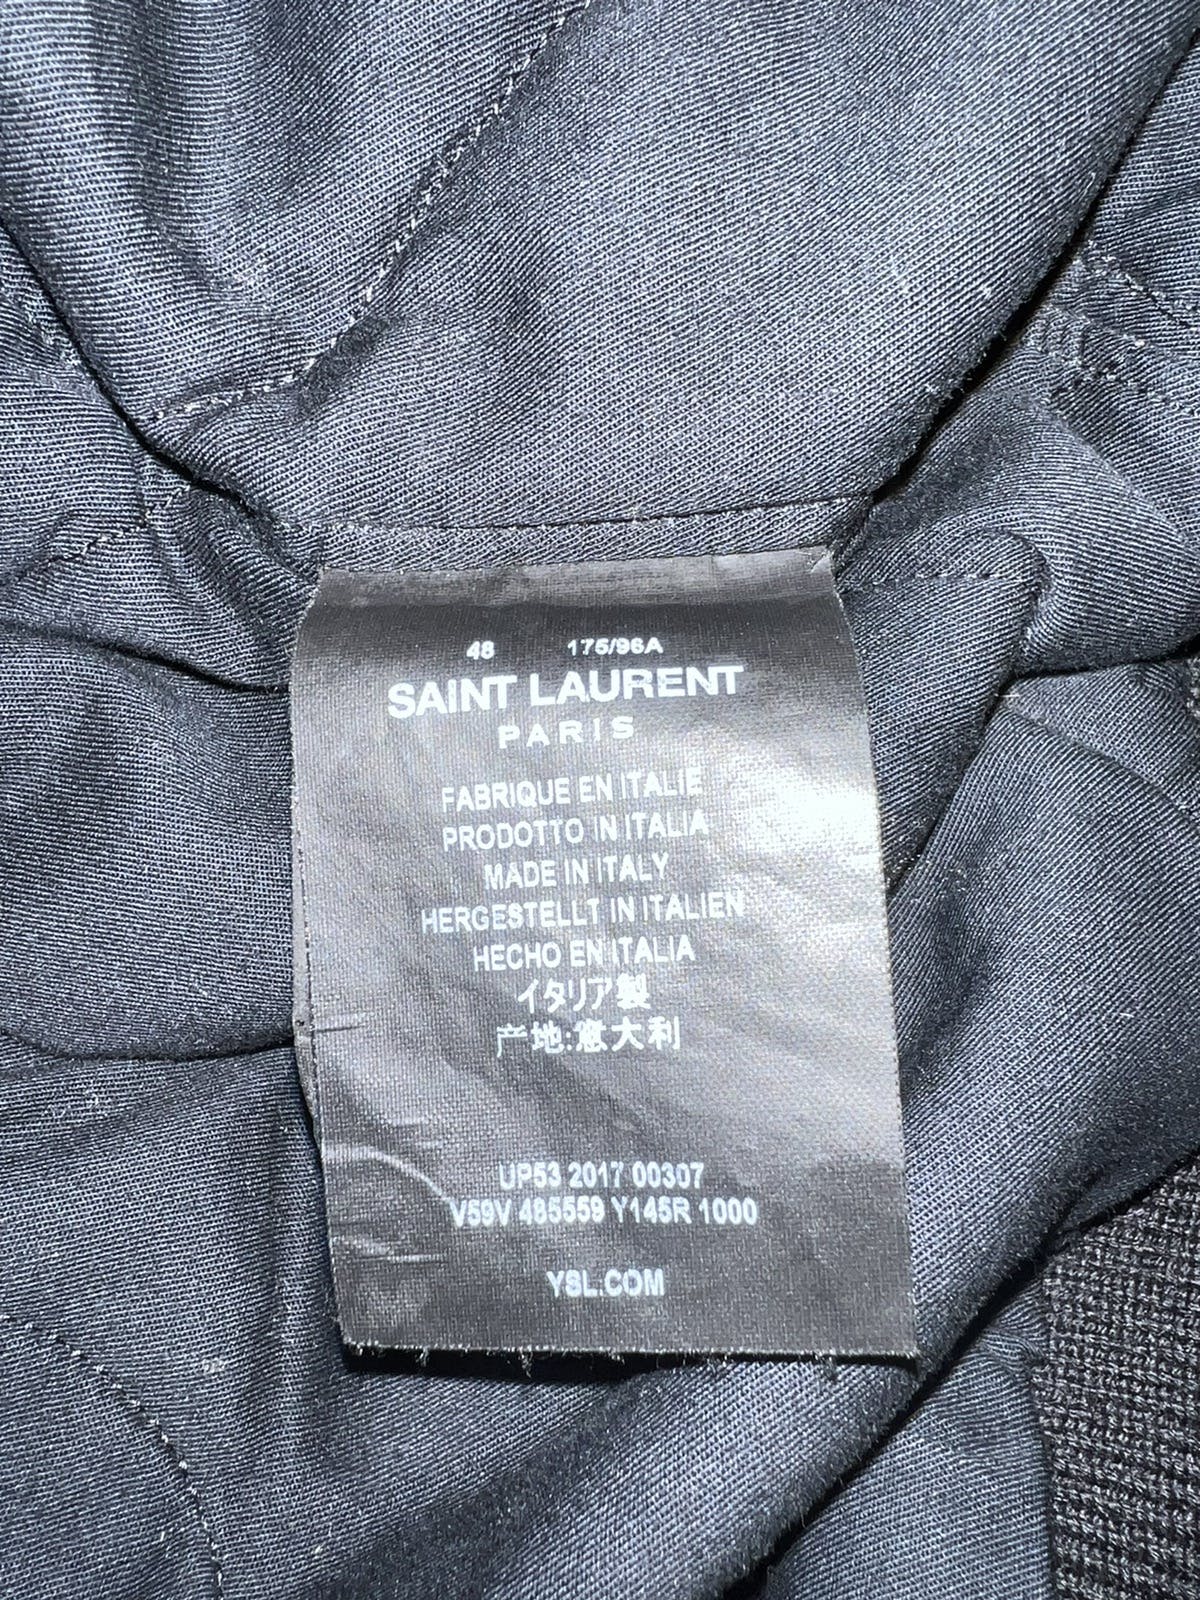 48 175/96A
SAINT LAURENT
PARIS
FABRIQUE EN ITALIE
PRODOTTO IN ITALIA
MADE IN ITALY
HERGESTELLT IN ITALIEN
HECHO EN ITALIA
イタリア製
产地:意大利
UP53 2017 00307
V59V 485559 Y145R 1000
YSL.COM